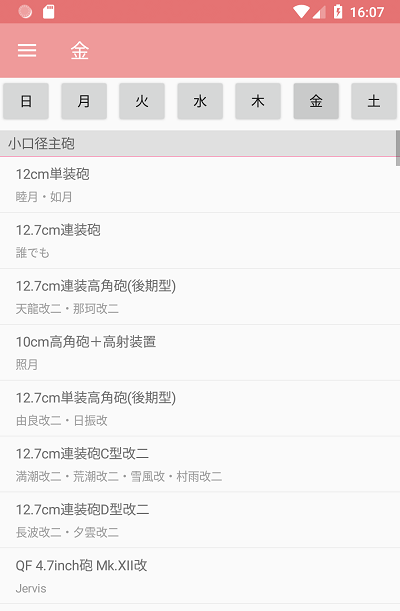 16:07
金
日 月 火 水 木 金 土
小口径主砲
12cm単装砲
睦月・如月
12.7cm連装砲
誰でも
12.7cm連装高角砲(後期型)
天龍改二・那珂改二
10cm高角砲＋高射装置
照月
12.7cm単装高角砲(後期型)
由良改二・日振改
12.7cm連装砲C型改二
満潮改二・荒潮改二・雪風改・村雨改二
12.7cm連装砲D型改二
長波改二・夕雲改二
QF 4.7inch砲 Mk.XII改
Jervis